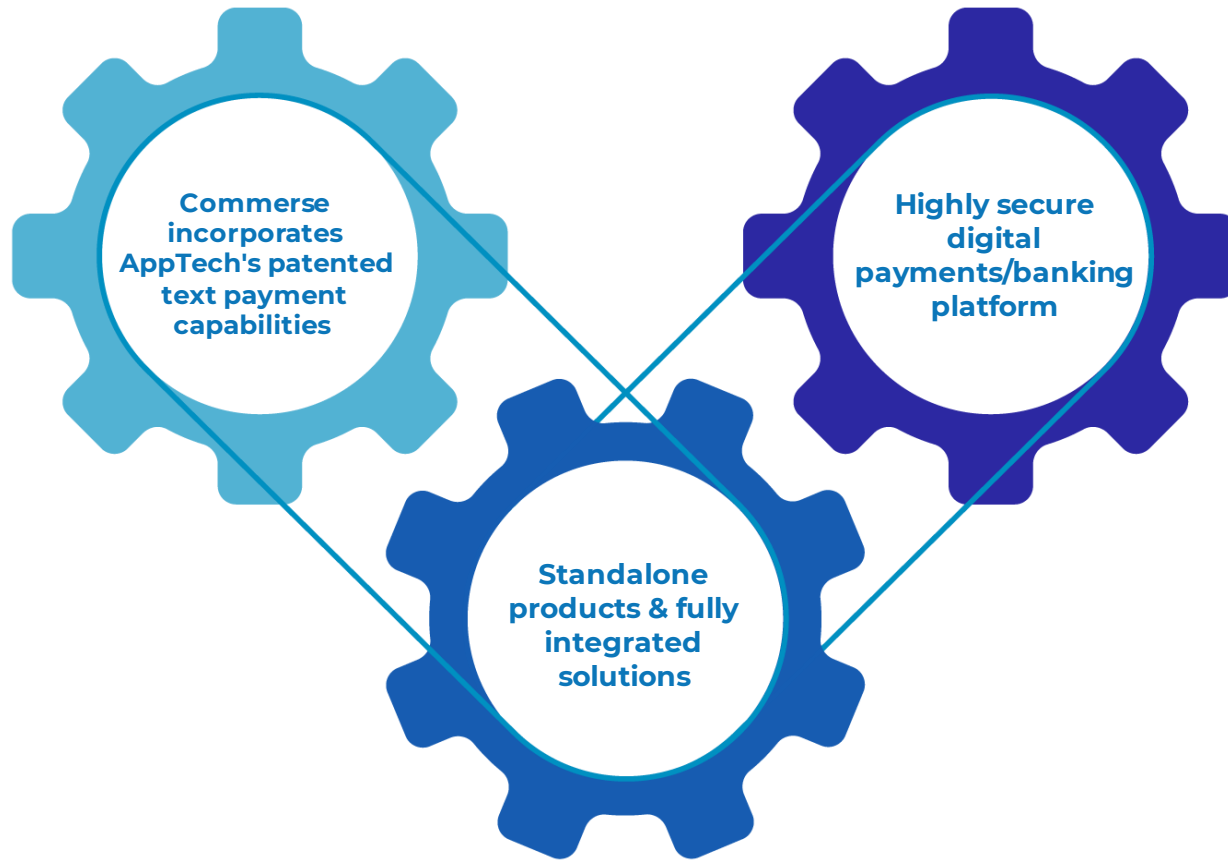 Commerse
incorporates
AppTech's patented
text payment
capabilities
Highly secure
digital
payments/banking
platform
Standalone
products & fully
integrated
solutions